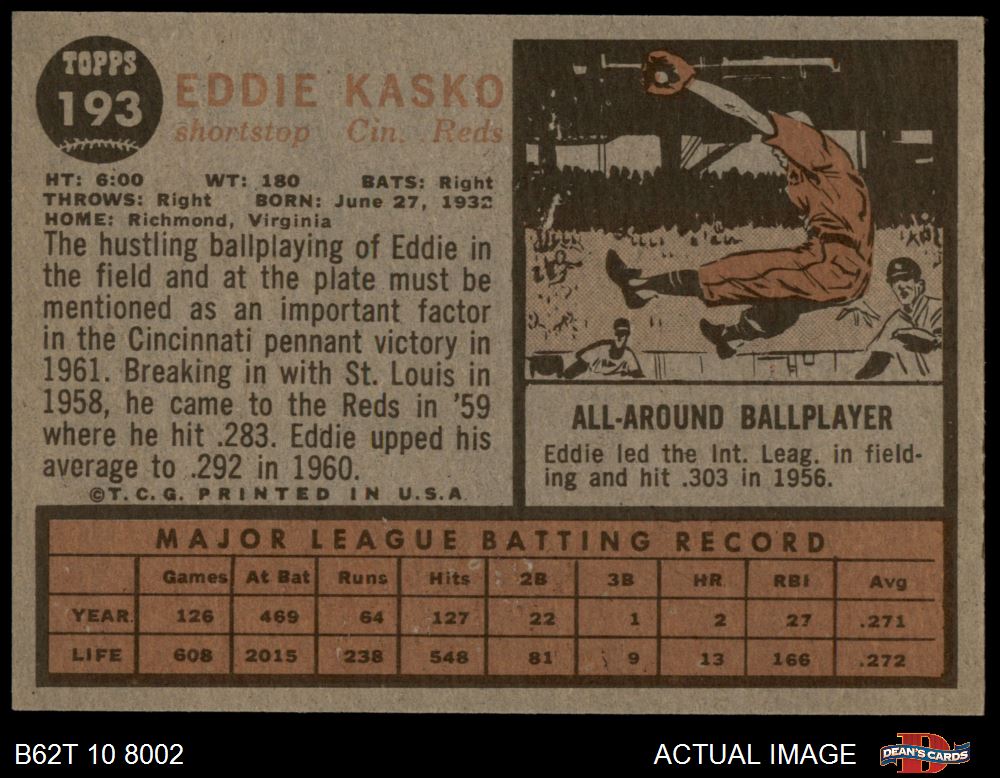 TOPPS
193
EDDIE KASKO
shortstop Cin. Reds
HT: 6:00 WT: 180 BATS: Right
THROWS: Right BORN: June 27, 1932
HOME: Richmond, Virginia
The hustling ballplaying of Eddie in
the field and at the plate must be
mentioned as an important factor
in the Cincinnati pennant victory in
1961. Breaking in with St. Louis in
1958, he came to the Reds in '59
where he hit .283. Eddie upped his
average to .292 in 1960.
©T.C.G. PRINTED IN U.S.A.
ALL-AROUND BALLPLAYER
Eddie led the Int. Leag. in field-
ing and hit .303 in 1956.
MAJOR LEAGUE BATTING RECORD
Games At Bat Runs Hits 2B 3B HR RBI Avg
YEAR 126 469 64 127 22 1 2 27 .271
LIFE 608 2015 238 548 81 9 13 166 .272
B62T 10 8002
ACTUAL IMAGE
DEAN'S CARDS